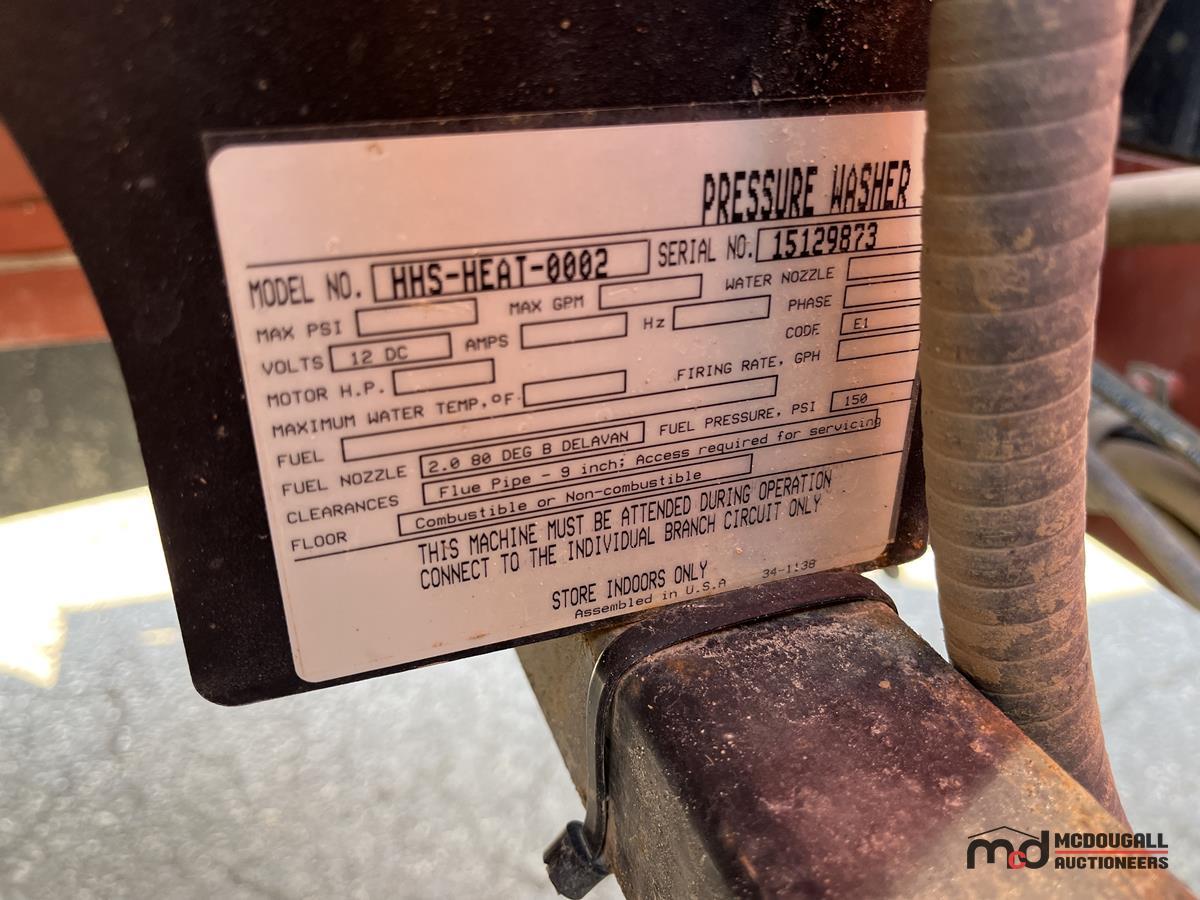 PRESSURE WASHER
MODEL NO. HHS-HEAT-0002 SERIAL NO. 15129873
MAX PSI MAX GPM WATER NOZZLE
VOLTS 12 DC AMPS Hz PHASE
MOTOR H.P. CODE E1
MAXIMUM WATER TEMP,°F FIRING RATE, GPH
FUEL
FUEL NOZZLE 2.0 80 DEG B DELAVAN FUEL PRESSURE, PSI 150
CLEARANCES Flue Pipe - 9 inch; Access required for servicing
FLOOR Combustible or Non-combustible
THIS MACHINE MUST BE ATTENDED DURING OPERATION
CONNECT TO THE INDIVIDUAL BRANCH CIRCUIT ONLY
STORE INDOORS ONLY
Assembled in U.S.A
mcd MCDOUGALL
AUCTIONEERS